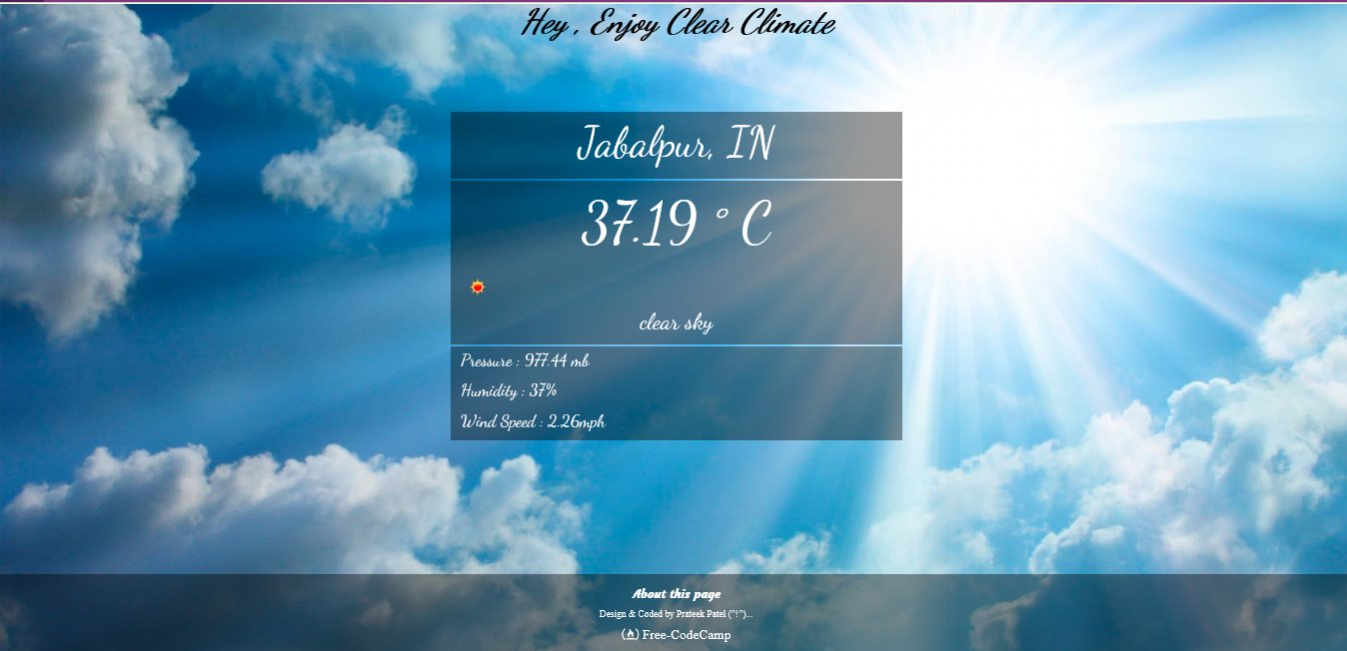 Hey , Enjoy Clear Climate
Jabalpur, IN
37.19 ° C
clear sky
Pressure : 977.44 mb
Humidity : 37%
Wind Speed : 2.26mph
About this page
Design & Coded by Prateek Patel (^!^)...
Free-CodeCamp